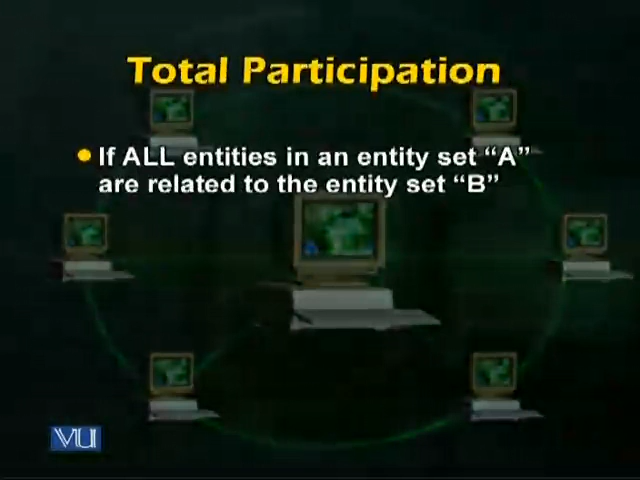 Total Participation
• If ALL entities in an entity set “A”
are related to the entity set “B”
VU